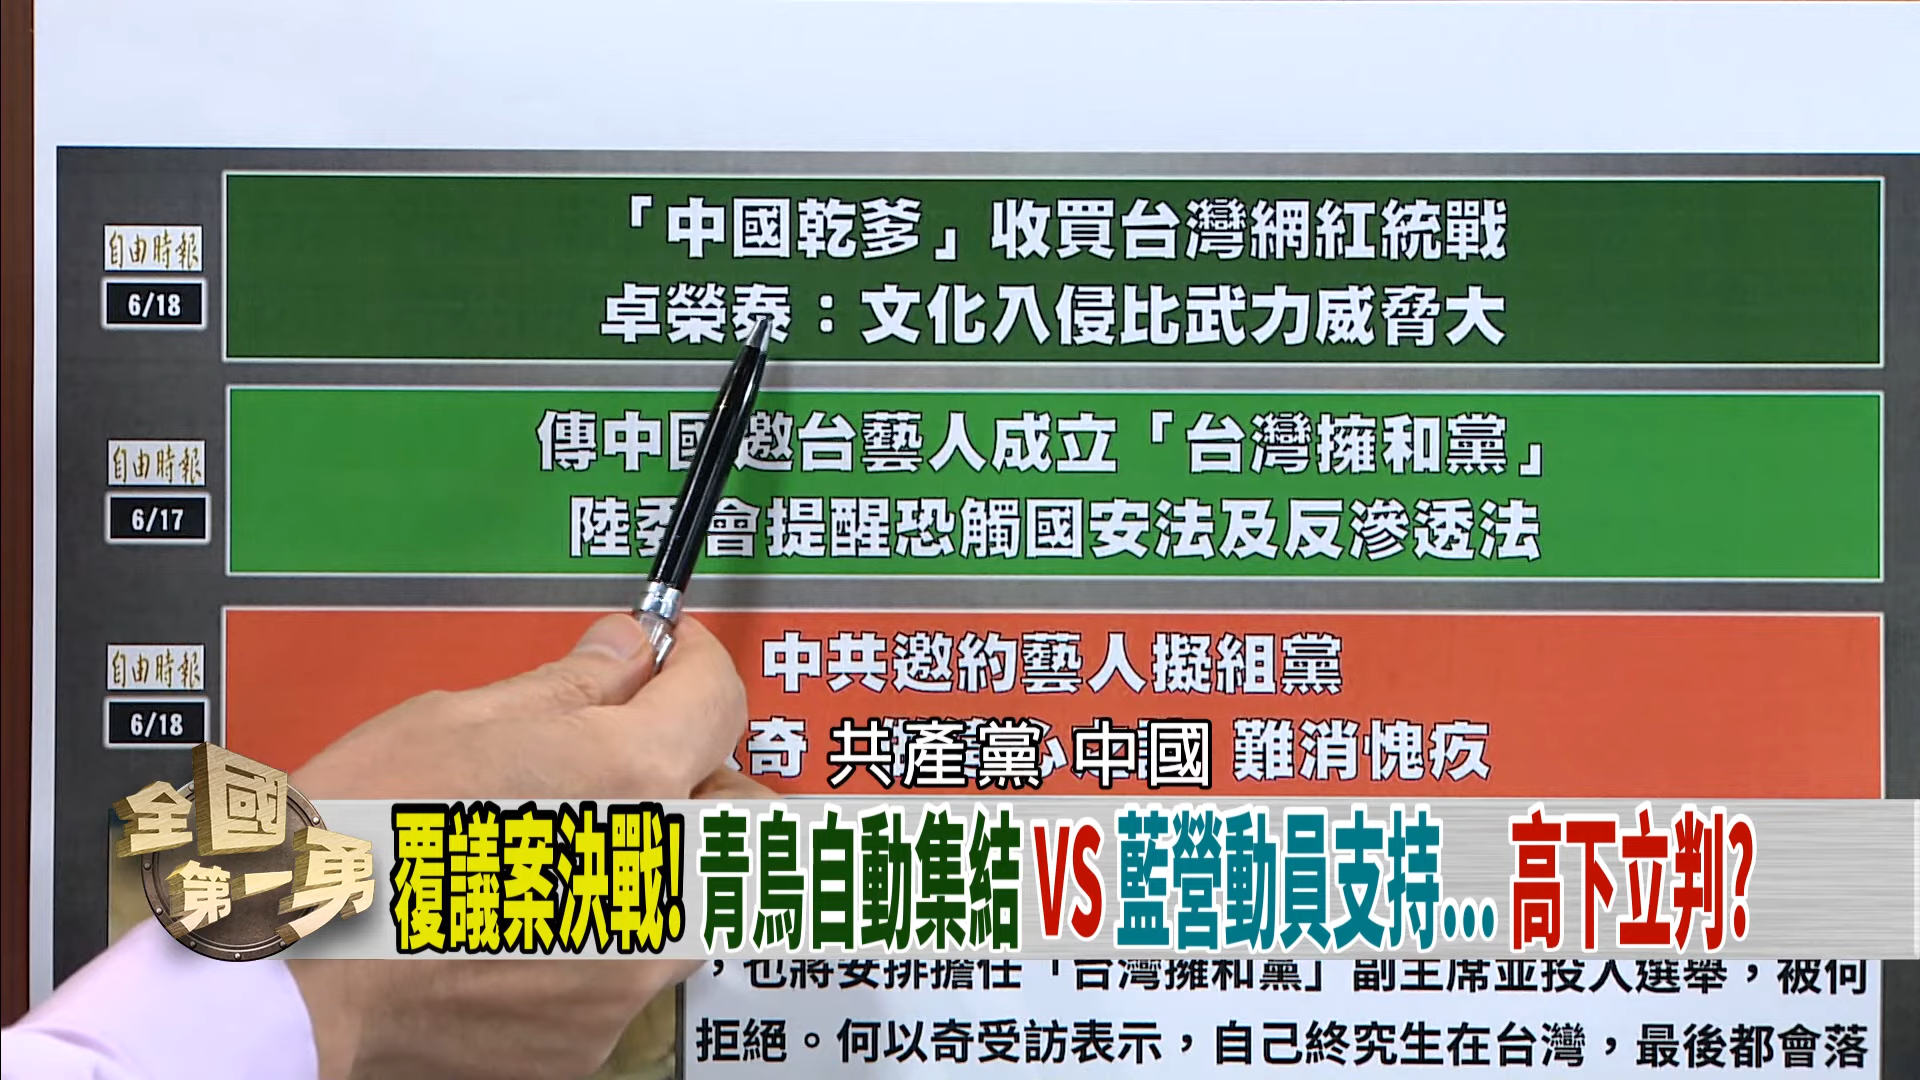 自由時報
6/18
「中國乾爹」收買台灣網紅統戰
卓榮泰：文化入侵比武力威脅大
自由時報
6/17
傳中國邀台藝人成立「台灣擁和黨」
陸委會提醒恐觸國安法及反滲透法
自由時報
6/18
中共邀約藝人擬組黨
奇 難消愧疚
共產黨 中國
全國第一勇
覆議案決戰! 青鳥自動集結 VS 藍營動員支持... 高下立判?
，也將安排擔任「台灣擁和黨」副主席並投入選舉，被何
拒絕。何以奇受訪表示，自己終究生在台灣，最後都會落